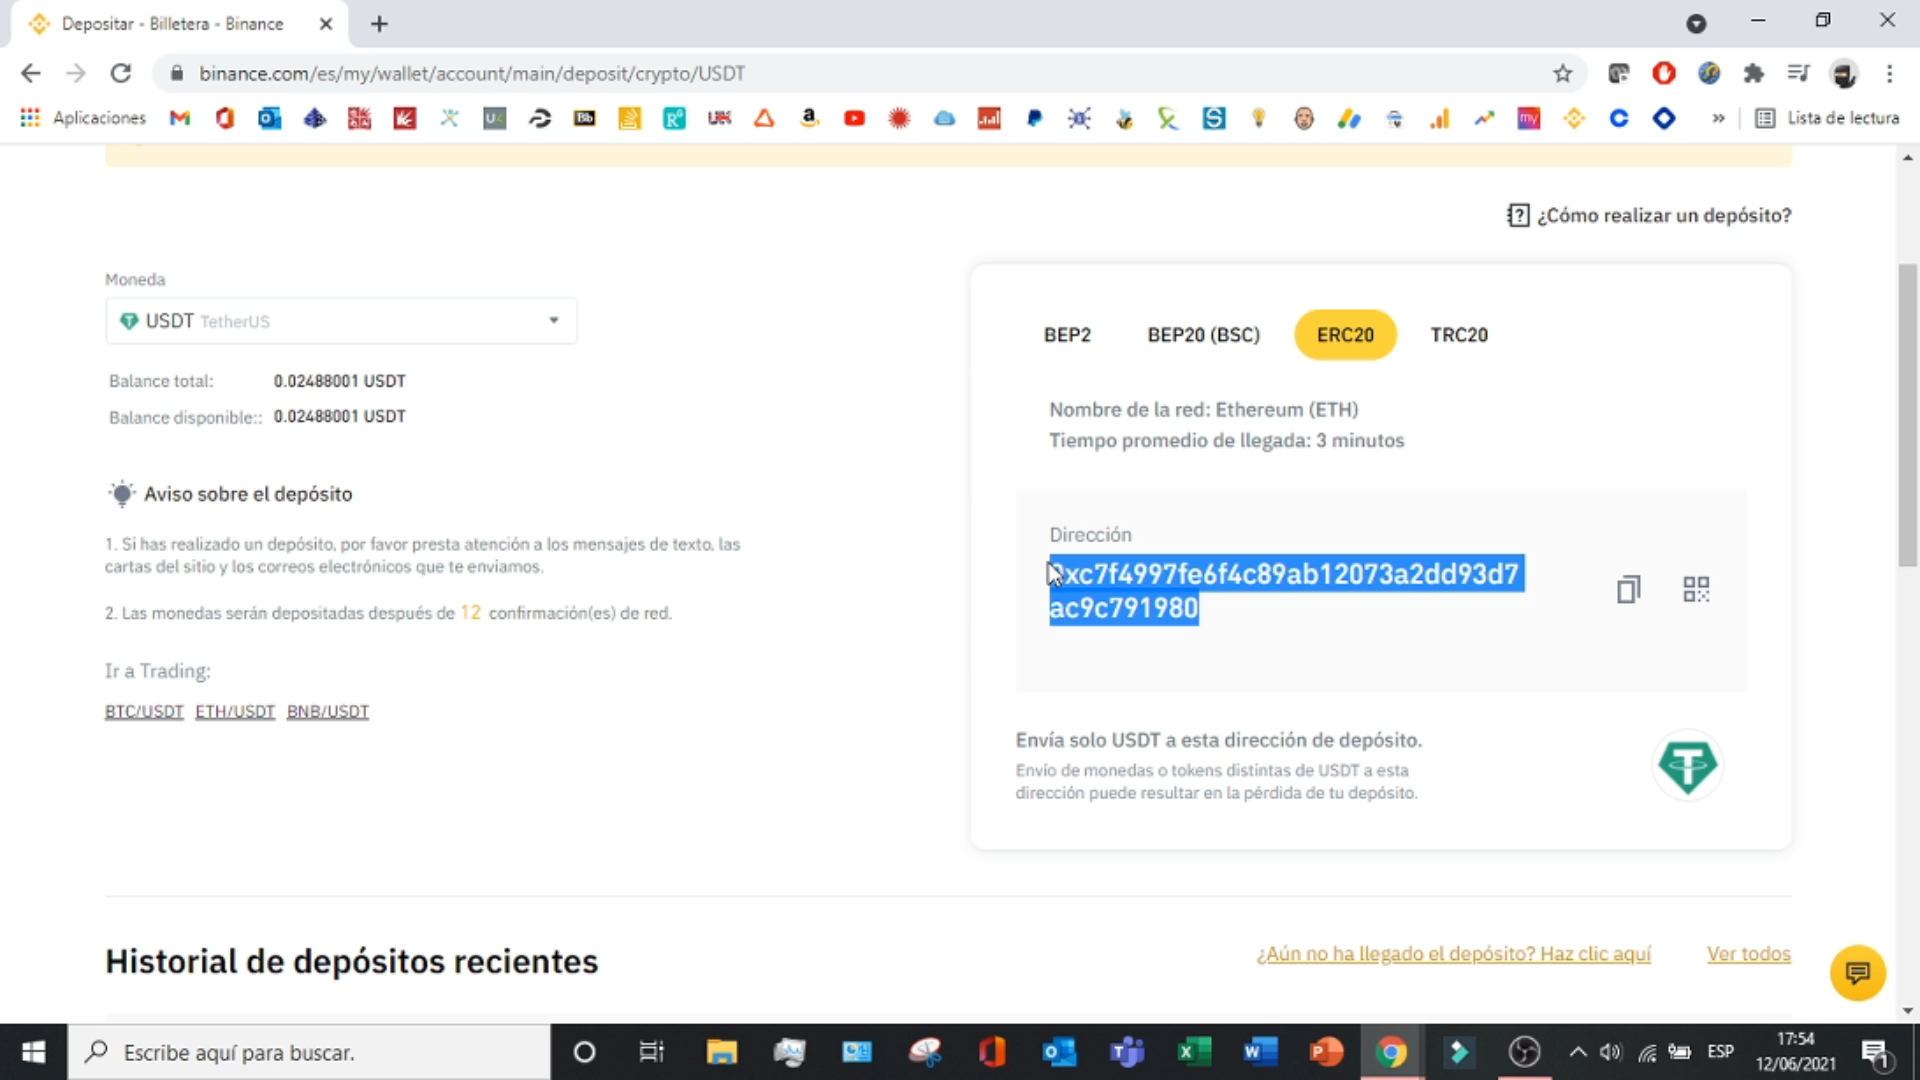 Depositar - Billetera - Binance
binance.com/es/my/wallet/account/main/deposit/crypto/USDT
Aplicaciones
Lista de lectura
¿Cómo realizar un depósito?
Moneda
USDT TetherUS
Balance total: 0.02488001 USDT
Balance disponible:: 0.02488001 USDT
Aviso sobre el depósito
1. Si has realizado un depósito, por favor presta atención a los mensajes de texto, las
cartas del sitio y los correos electrónicos que te enviamos.
2. Las monedas serán depositadas después de 12 confirmación(es) de red.
Ir a Trading:
BTC/USDT ETH/USDT BNB/USDT
BEP2 BEP20 (BSC) ERC20 TRC20
Nombre de la red: Ethereum (ETH)
Tiempo promedio de llegada: 3 minutos
Dirección
0xc7f4997fe6f4c89ab12073a2dd93d7
ac9c791980
Envía solo USDT a esta dirección de depósito.
Envío de monedas o tokens distintas de USDT a esta
dirección puede resultar en la pérdida de tu depósito.
Historial de depósitos recientes
¿Aún no ha llegado el depósito? Haz clic aquí
Ver todos
Escribe aquí para buscar.
ESP
17:54
12/06/2021
1